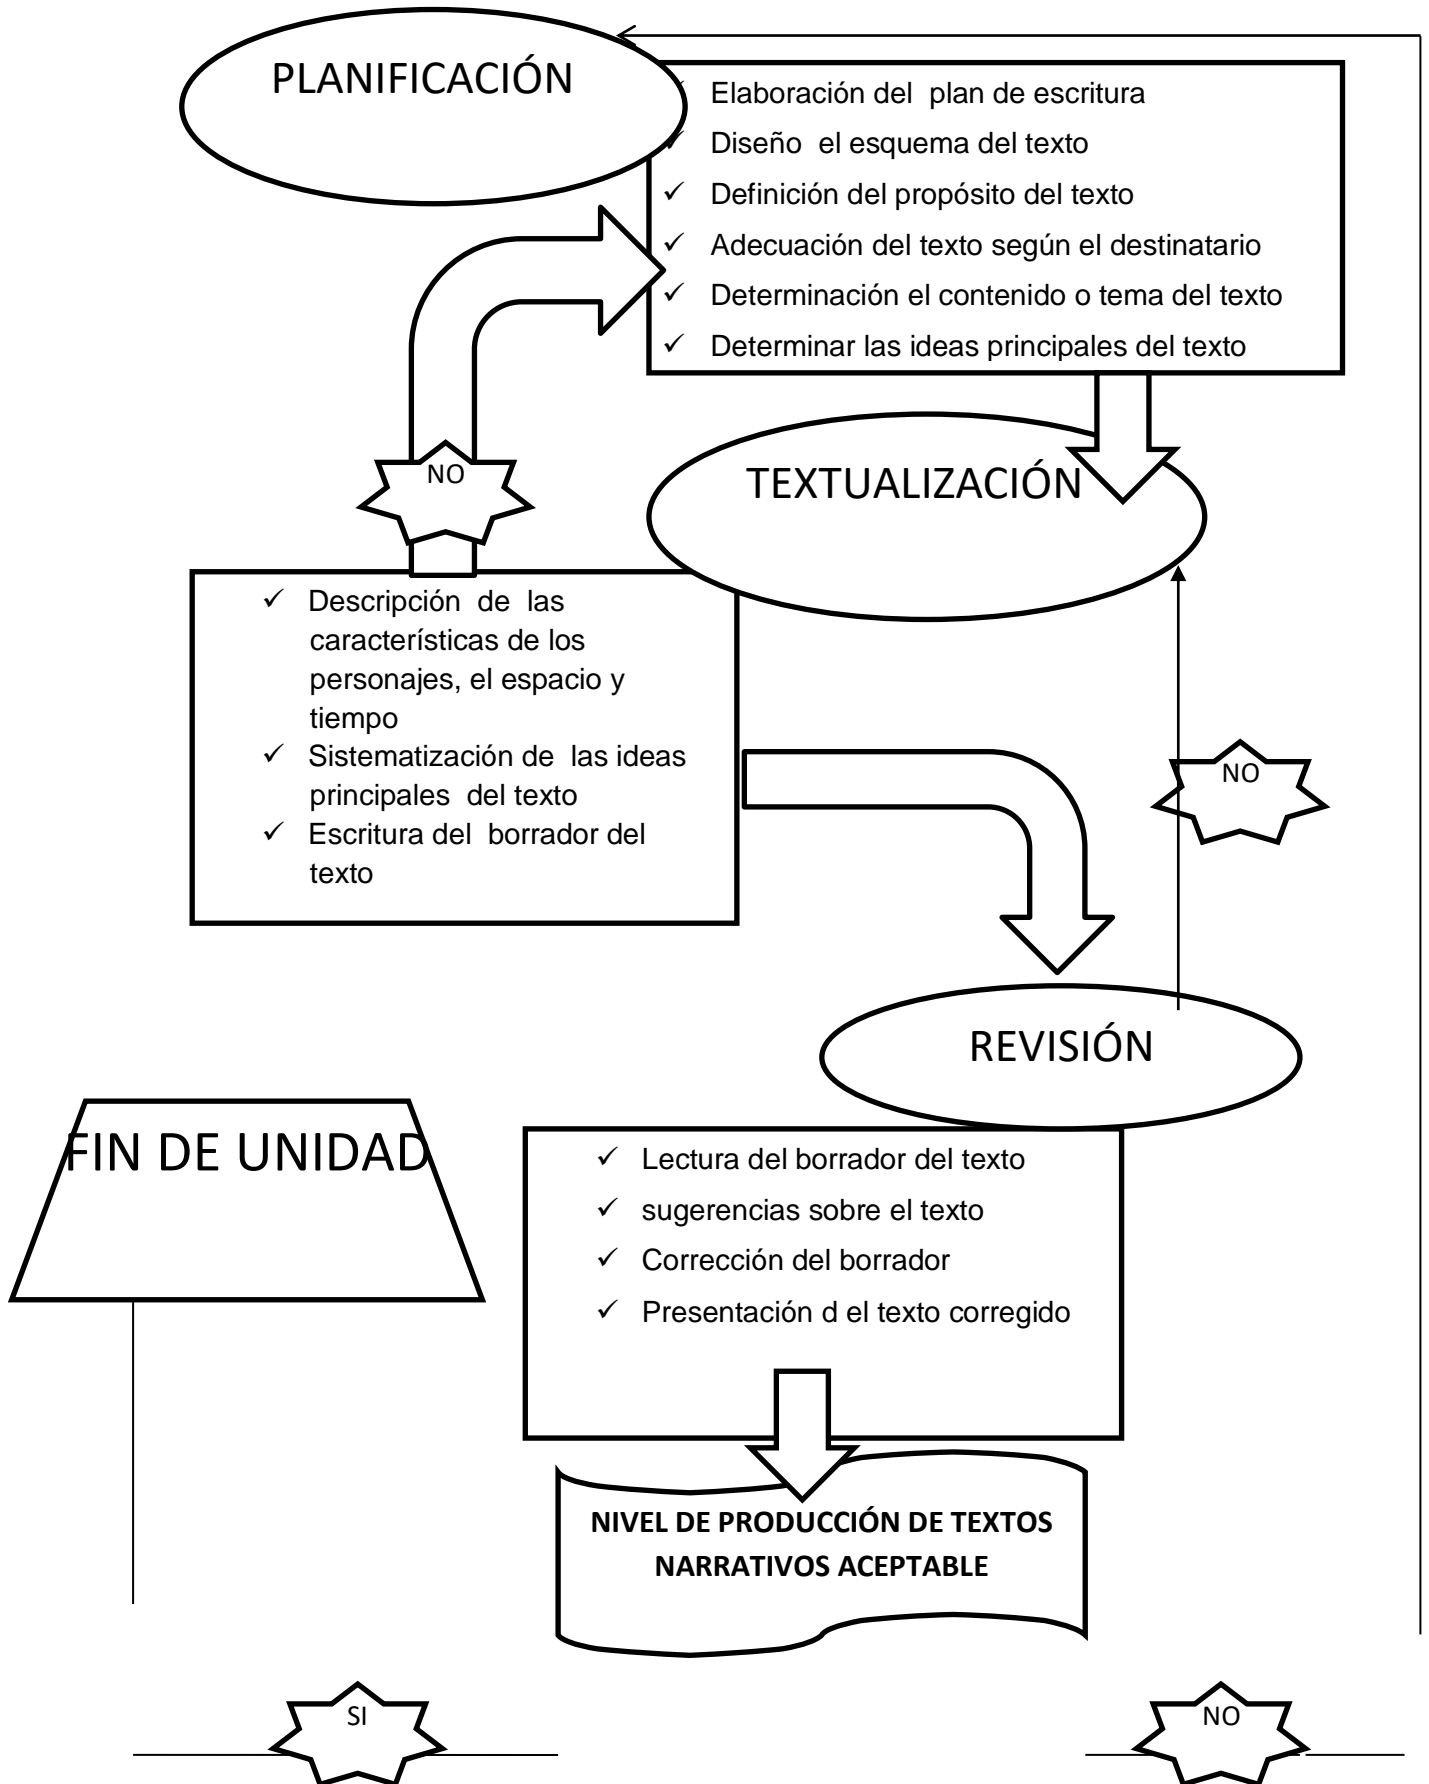 PLANIFICACIÓN
Elaboración del plan de escritura
Diseño el esquema del texto
Definición del propósito del texto
Adecuación del texto según el destinatario
Determinación el contenido o tema del texto
Determinar las ideas principales del texto
NO
TEXTUALIZACIÓN
Descripción de las
características de los
personajes, el espacio y
tiempo
Sistematización de las ideas
principales del texto
Escritura del borrador del
texto
NO
REVISIÓN
FIN DE UNIDAD
Lectura del borrador del texto
sugerencias sobre el texto
Corrección del borrador
Presentación d el texto corregido
NIVEL DE PRODUCCIÓN DE TEXTOS
NARRATIVOS ACEPTABLE
SI
NO